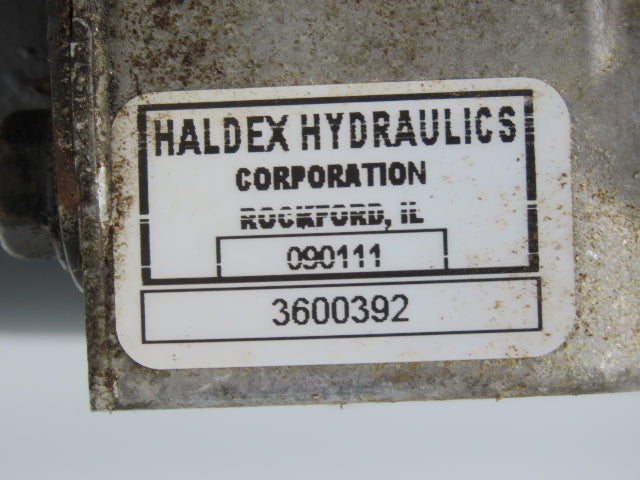 HALDEX HYDRAULICS
CORPORATION
ROCKFORD, IL
090111
3600392